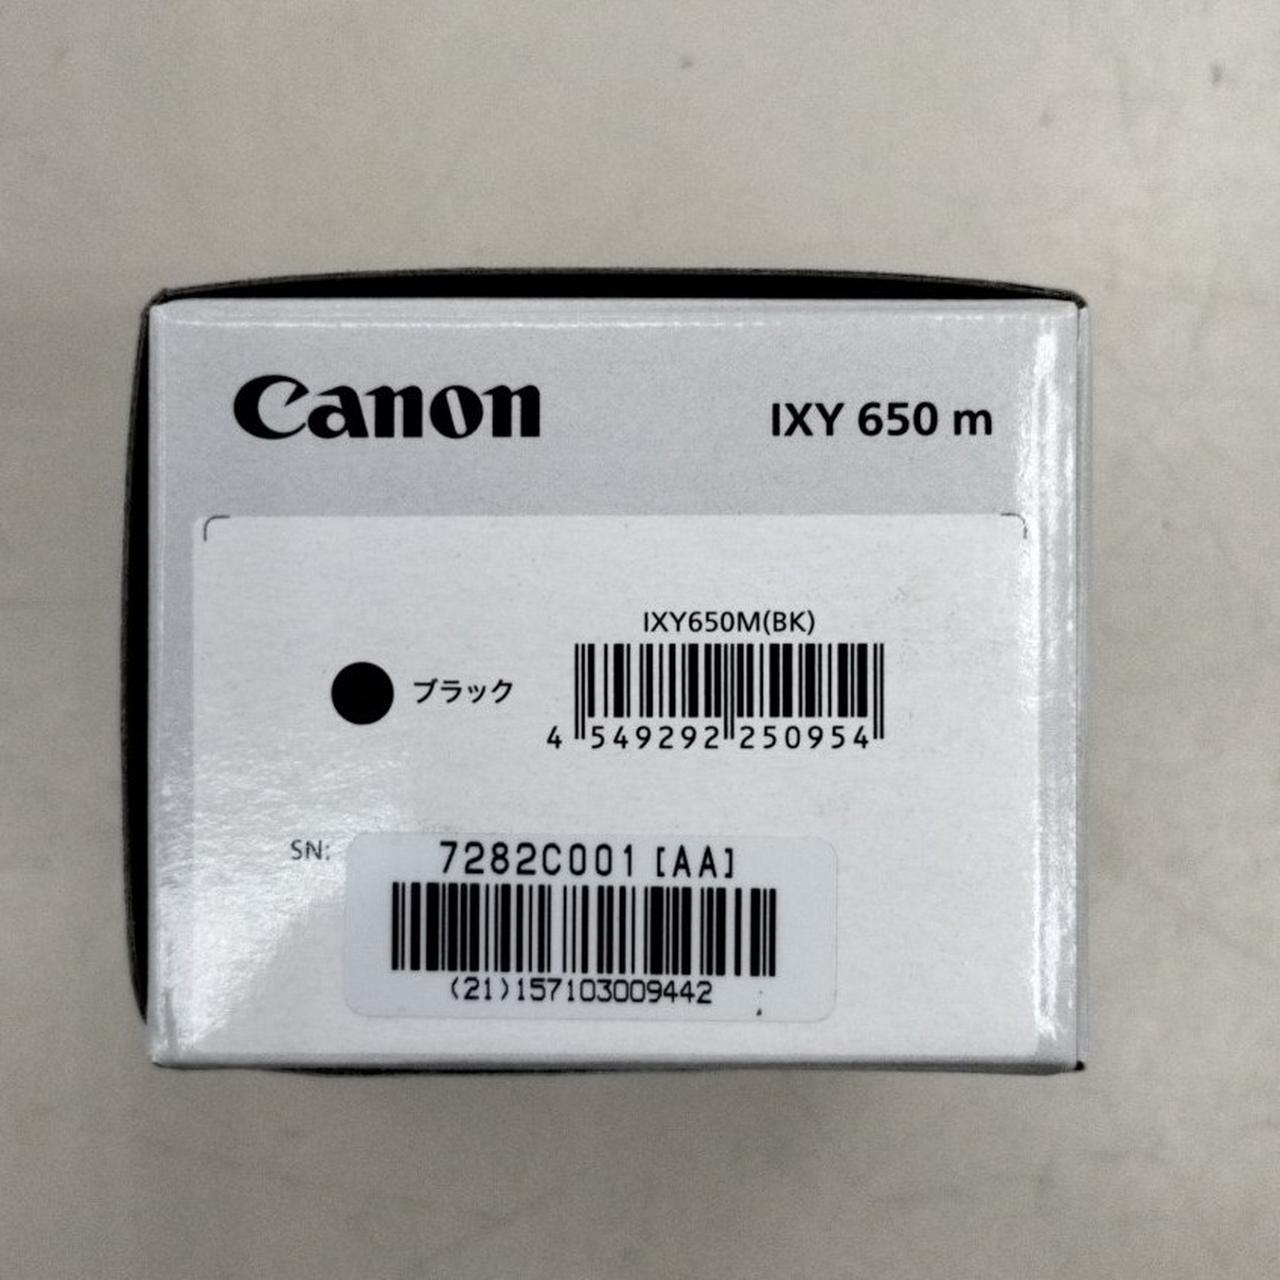 Canon
IXY 650 m
IXY650M(BK)
ブラック
4 549292 250954
SN:
7282C001 [AA]
(21)157103009442